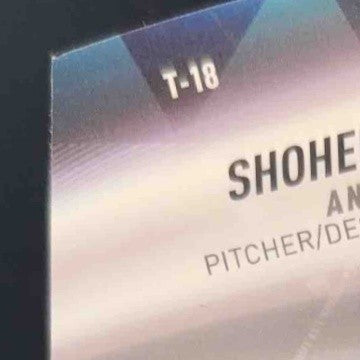 T-18
SHOHE
AN
PITCHER/DE